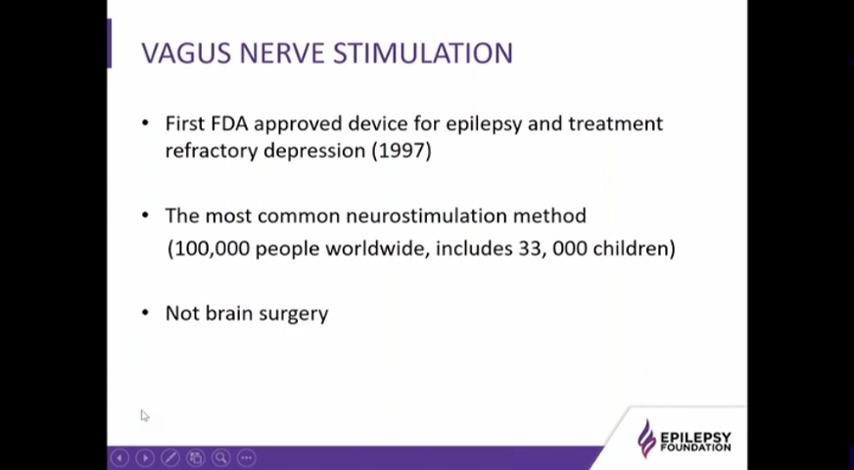 VAGUS NERVE STIMULATION
• First FDA approved device for epilepsy and treatment
refractory depression (1997)
• The most common neurostimulation method
(100,000 people worldwide, includes 33, 000 children)
• Not brain surgery
EPILEPSY
FOUNDATION